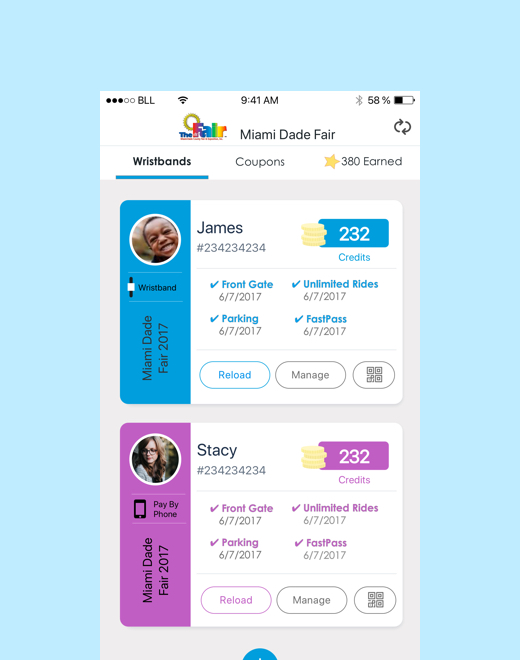 ●●●○○ BLL 9:41 AM 58 %
The Fair Miami Dade Fair
Wristbands Coupons 380 Earned
James 232
#234234234 Credits
Wristband
✔ Front Gate ✔ Unlimited Rides
6/7/2017 6/7/2017
✔ Parking ✔ FastPass
6/7/2017 6/7/2017
Miami Dade
Fair 2017
Reload Manage
Stacy 232
#234234234 Credits
Pay By
Phone
✔ Front Gate ✔ Unlimited Rides
6/7/2017 6/7/2017
✔ Parking ✔ FastPass
6/7/2017 6/7/2017
Miami Dade
Fair 2017
Reload Manage